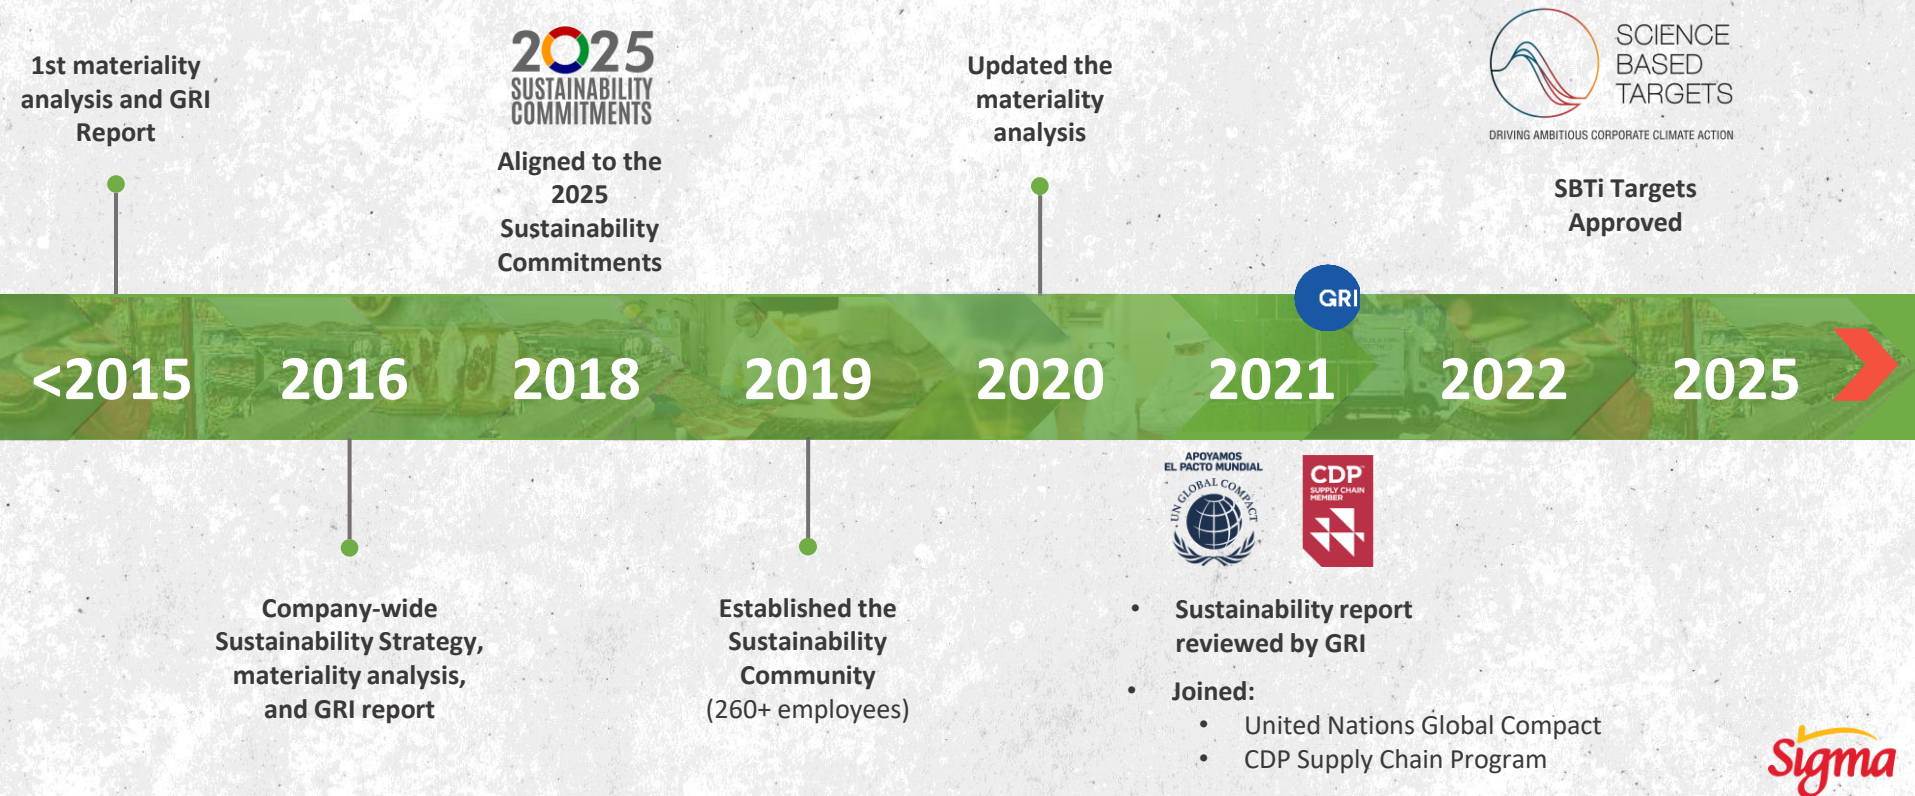 1st materiality
analysis and GRI
Report
2025
SUSTAINABILITY
COMMITMENTS
Aligned to the
2025
Sustainability
Commitments
Updated the
materiality
analysis
SCIENCE
BASED
TARGETS
DRIVING AMBITIOUS CORPORATE CLIMATE ACTION
SBTi Targets
Approved
GRI
<2015
2016
2018
2019
2020
2021
2022
2025
Company-wide
Sustainability Strategy,
materiality analysis,
and GRI report
Established the
Sustainability
Community
(260+ employees)
APOYAMOS
EL PACTO MUNDIAL
UN GLOBAL COMPACT
CDP
SUPPLY CHAIN
MEMBER
• Sustainability report
reviewed by GRI
• Joined:
• United Nations Global Compact
• CDP Supply Chain Program
Sigma